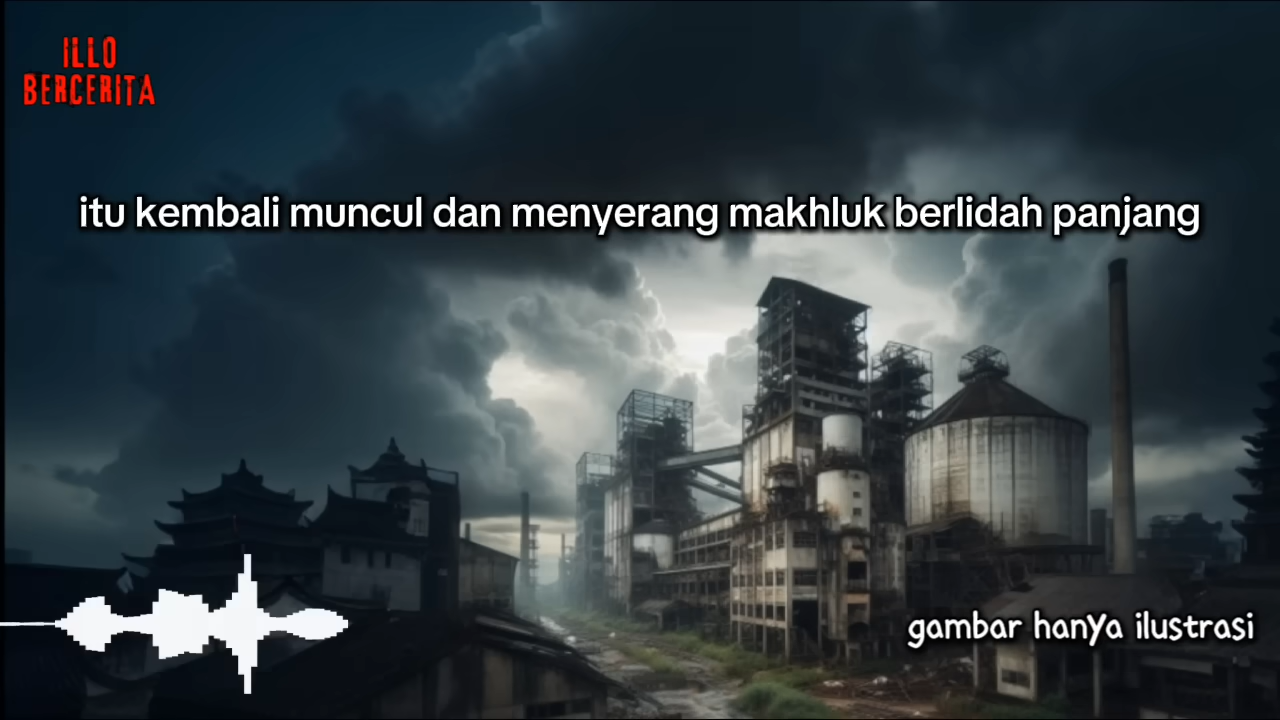 ILLO
BERCERITA
itu kembali muncul dan menyerang makhluk berlidah panjang
gambar hanya ilustrasi